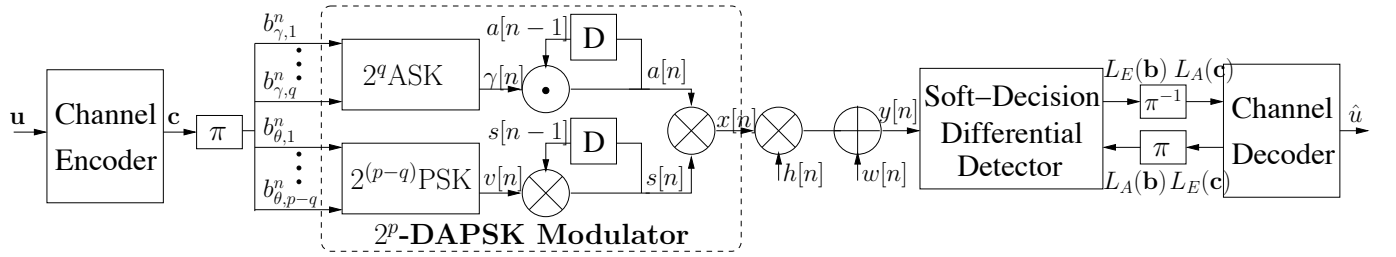 u
Channel
Encoder
c
π
b^n_{γ,1}
b^n_{γ,q}
b^n_{θ,1}
b^n_{θ,p−q}
2^qASK
γ[n]
a[n − 1]
D
a[n]
2^{(p−q)}PSK
v[n]
s[n − 1]
D
s[n]
2^p-DAPSK Modulator
x[n]
h[n]
w[n]
y[n]
Soft–Decision
Differential
Detector
L_E(b) L_A(c)
π^{−1}
π
L_A(b) L_E(c)
Channel
Decoder
û